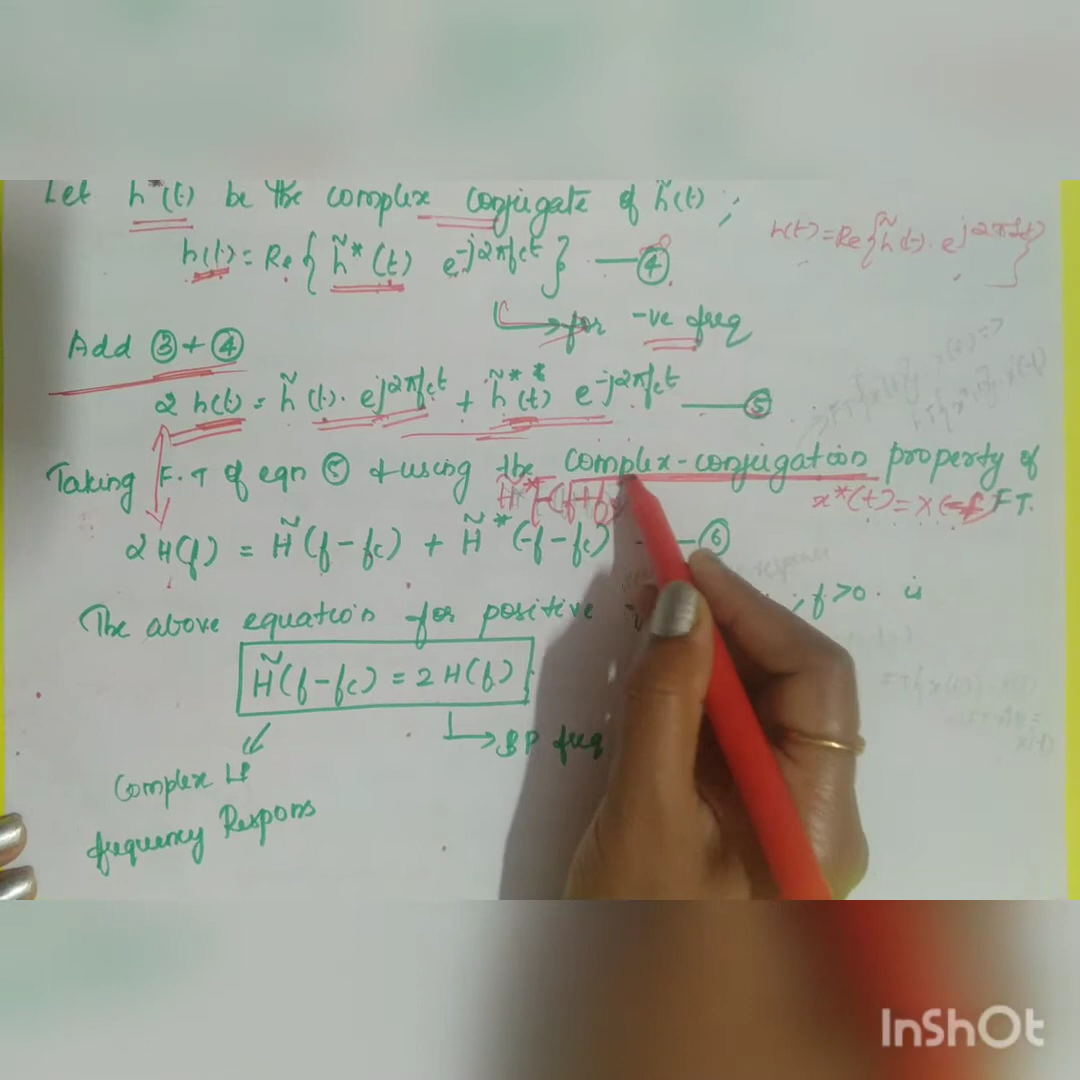 Let h*(t) be the complex conjugate of h̃(t) ;
h(t) = Re { h̃*(t) e^-j2πfct } —④
h(t) = Re { h̃(t) . e^j2πfct }
for -ve freq
Add ③ + ④
2 h(t) = h̃(t) . e^j2πfct + h̃*(t) e^-j2πfct —⑤
Taking F.T of eqn ⑤ & using the complex-conjugation property of
x*(t) = X(-f) FT.
2 H(f) = H̃(f-fc) + H̃*(-f-fc) —⑥
The above equation for positive , f>0. is
H̃(f-fc) = 2 H(f)
BP freq
Complex LP
frequency Respons
InShOt